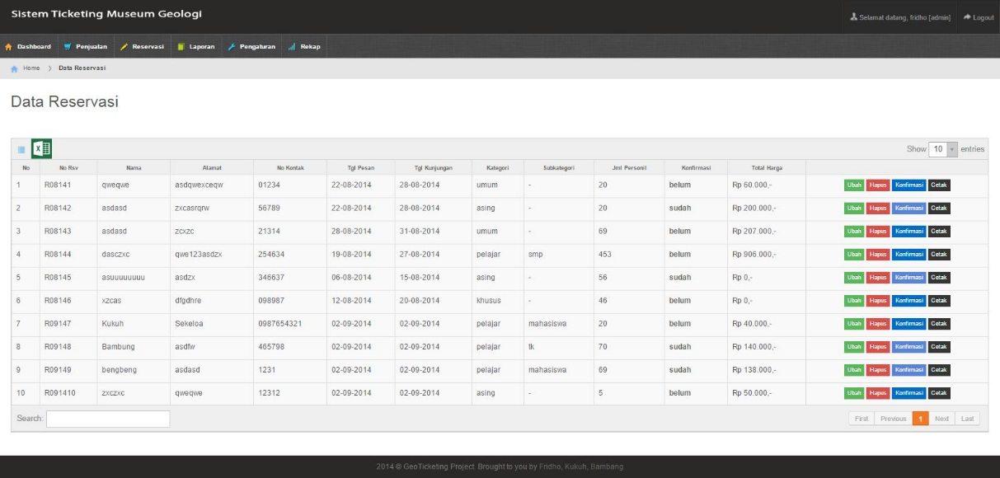 Sistem Ticketing Museum Geologi
Selamat datang, fridho [admin] Logout
Dashboard Penjualan Reservasi Laporan Pengaturan Rekap
Home > Data Reservasi
Data Reservasi
Show 10 entries
No No Rsv Nama Alamat No Kontak Tgl Pesan Tgl Kunjungan Kategori Subkategori Jml Personil Konfirmasi Total Harga
1 R08141 qweqwe asdqwexceqw 01234 22-08-2014 28-08-2014 umum - 20 belum Rp 60.000,- Ubah Hapus Konfirmasi Cetak
2 R08142 asdasd zxcasrqrw 56789 22-08-2014 28-08-2014 asing - 20 sudah Rp 200.000,- Ubah Hapus Konfirmasi Cetak
3 R08143 asdasd zcxzc 21314 28-08-2014 31-08-2014 umum - 69 belum Rp 207.000,- Ubah Hapus Konfirmasi Cetak
4 R08144 dasczxc qwe123asdzx 254634 19-08-2014 27-08-2014 pelajar smp 453 belum Rp 906.000,- Ubah Hapus Konfirmasi Cetak
5 R08145 asuuuuuuuu asdzx 346637 06-08-2014 15-08-2014 asing - 56 sudah Rp 0,- Ubah Hapus Konfirmasi Cetak
6 R08146 xzcas dfgdhre 098987 12-08-2014 20-08-2014 khusus - 46 belum Rp 0,- Ubah Hapus Konfirmasi Cetak
7 R09147 Kukuh Sekeloa 0987654321 02-09-2014 02-09-2014 pelajar mahasiswa 20 belum Rp 40.000,- Ubah Hapus Konfirmasi Cetak
8 R09148 Bambung asdfw 465798 02-09-2014 02-09-2014 pelajar tk 70 sudah Rp 140.000,- Ubah Hapus Konfirmasi Cetak
9 R09149 bengbeng asdasd 1231 02-09-2014 02-09-2014 pelajar mahasiswa 69 sudah Rp 138.000,- Ubah Hapus Konfirmasi Cetak
10 R091410 zxczxc qweqwe 12312 02-09-2014 02-09-2014 asing - 5 belum Rp 50.000,- Ubah Hapus Konfirmasi Cetak
Search: First Previous 1 Next Last
2014 © GeoTicketing Project. Brought to you by Fridho, Kukuh, Bambang